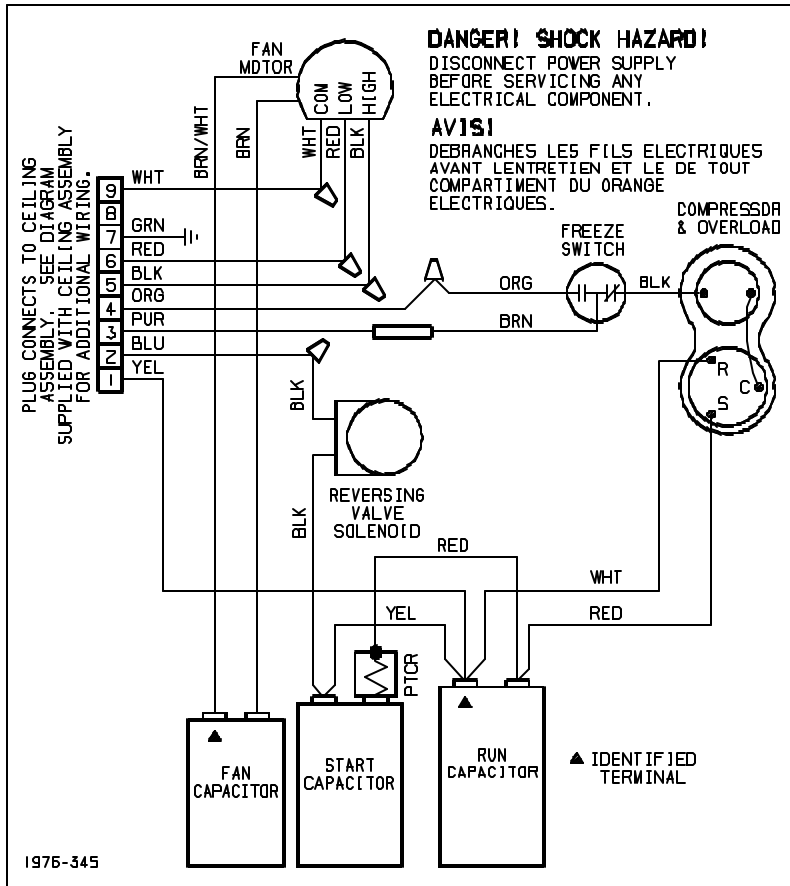 DANGER! SHOCK HAZARD!
DISCONNECT POWER SUPPLY
BEFORE SERVICING ANY
ELECTRICAL COMPONENT.
AVIS!
DEBRANCHES LES FILS ELECTRIQUES
AVANT LENTRETIEN ET LE DE TOUT
COMPARTIMENT DU ORANGE
ELECTRIQUES.
FAN
MOTOR
COM
LOW
HIGH
BRN/WHT
BRN
WHT
RED
BLK
PLUG CONNECTS TO CEILING
ASSEMBLY. SEE DIAGRAM
SUPPLIED WITH CEILING ASSEMBLY
FOR ADDITIONAL WIRING.
9 WHT
8
7 GRN
6 RED
5 BLK
4 ORG
3 PUR
2 BLU
1 YEL
FREEZE
SWITCH
COMPRESSOR
& OVERLOAD
ORG
BLK
BRN
R
C
S
BLK
REVERSING
VALVE
SOLENOID
BLK
RED
WHT
YEL
RED
PTCR
FAN
CAPACITOR
START
CAPACITOR
RUN
CAPACITOR
▲ IDENTIFIED
TERMINAL
1976-345